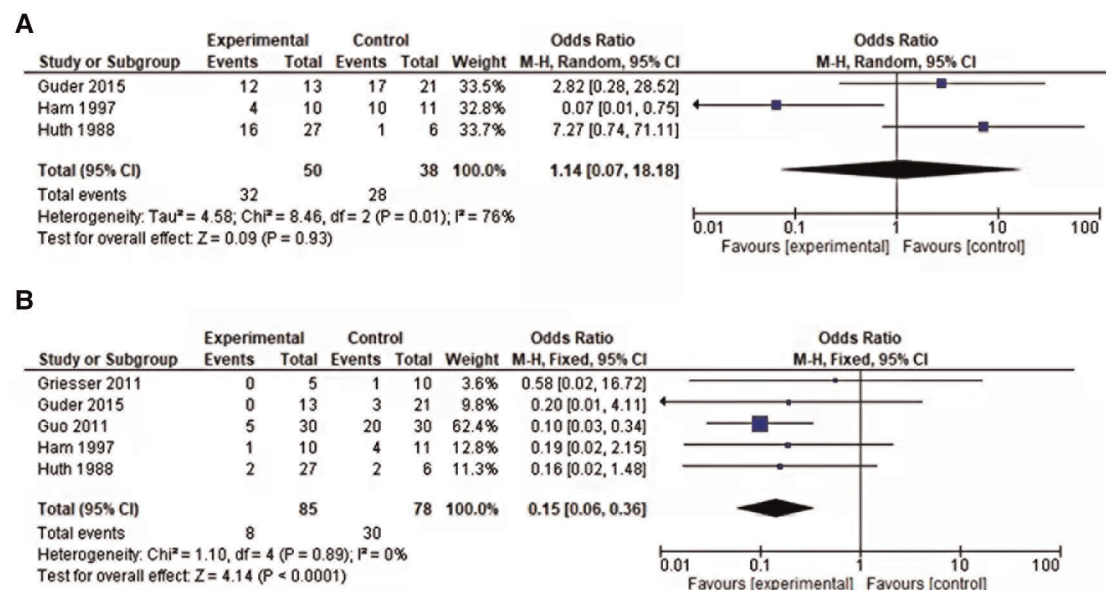 A
Experimental Control Odds Ratio Odds Ratio
Study or Subgroup Events Total Events Total Weight M-H, Random, 95% CI M-H, Random, 95% CI
Guder 2015 12 13 17 21 33.5% 2.82 [0.28, 28.52]
Ham 1997 4 10 10 11 32.8% 0.07 [0.01, 0.75]
Huth 1988 16 27 1 6 33.7% 7.27 [0.74, 71.11]
Total (95% CI) 50 38 100.0% 1.14 [0.07, 18.18]
Total events 32 28
Heterogeneity: Tau² = 4.58; Chi² = 8.46, df = 2 (P = 0.01); I² = 76%
Test for overall effect: Z = 0.09 (P = 0.93)
0.01 0.1 1 10 100
Favours [experimental] Favours [control]
B
Experimental Control Odds Ratio Odds Ratio
Study or Subgroup Events Total Events Total Weight M-H, Fixed, 95% CI M-H, Fixed, 95% CI
Griesser 2011 0 5 1 10 3.6% 0.58 [0.02, 16.72]
Guder 2015 0 13 3 21 9.8% 0.20 [0.01, 4.11]
Guo 2011 5 30 20 30 62.4% 0.10 [0.03, 0.34]
Ham 1997 1 10 4 11 12.8% 0.19 [0.02, 2.15]
Huth 1988 2 27 2 6 11.3% 0.16 [0.02, 1.48]
Total (95% CI) 85 78 100.0% 0.15 [0.06, 0.36]
Total events 8 30
Heterogeneity: Chi² = 1.10, df = 4 (P = 0.89); I² = 0%
Test for overall effect: Z = 4.14 (P < 0.0001)
0.01 0.1 1 10 100
Favours [experimental] Favours [control]